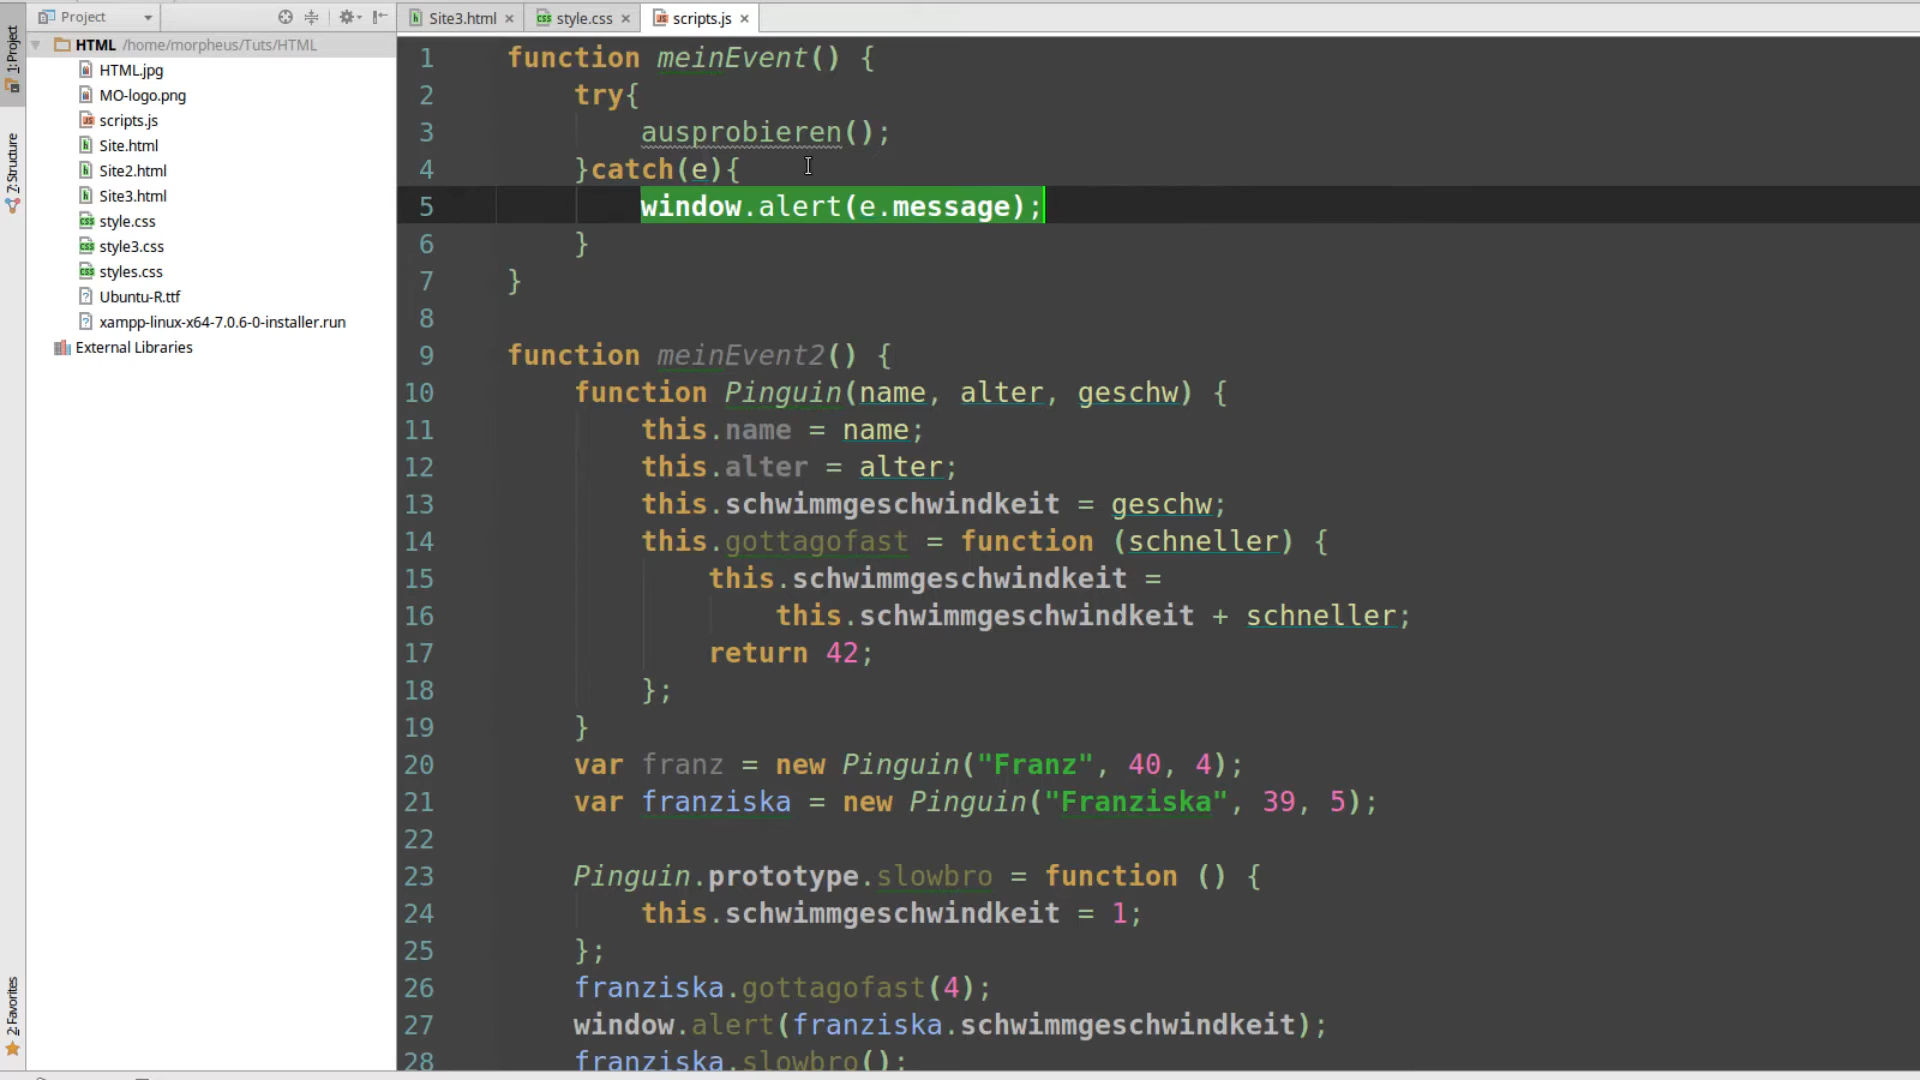 Project
Site3.html
style.css
scripts.js
1: Project
7: Structure
2: Favorites
HTML /home/morpheus/Tuts/HTML
HTML.jpg
MO-logo.png
scripts.js
Site.html
Site2.html
Site3.html
style.css
style3.css
styles.css
Ubuntu-R.ttf
xampp-linux-x64-7.0.6-0-installer.run
External Libraries
1 function meinEvent() {
2 try{
3 ausprobieren();
4 }catch(e){
5 window.alert(e.message);
6 }
7 }
8
9 function meinEvent2() {
10 function Pinguin(name, alter, geschw) {
11 this.name = name;
12 this.alter = alter;
13 this.schwimmgeschwindkeit = geschw;
14 this.gottagofast = function (schneller) {
15 this.schwimmgeschwindkeit =
16 this.schwimmgeschwindkeit + schneller;
17 return 42;
18 };
19 }
20 var franz = new Pinguin("Franz", 40, 4);
21 var franziska = new Pinguin("Franziska", 39, 5);
22
23 Pinguin.prototype.slowbro = function () {
24 this.schwimmgeschwindkeit = 1;
25 };
26 franziska.gottagofast(4);
27 window.alert(franziska.schwimmgeschwindkeit);
28 franziska.slowbro();